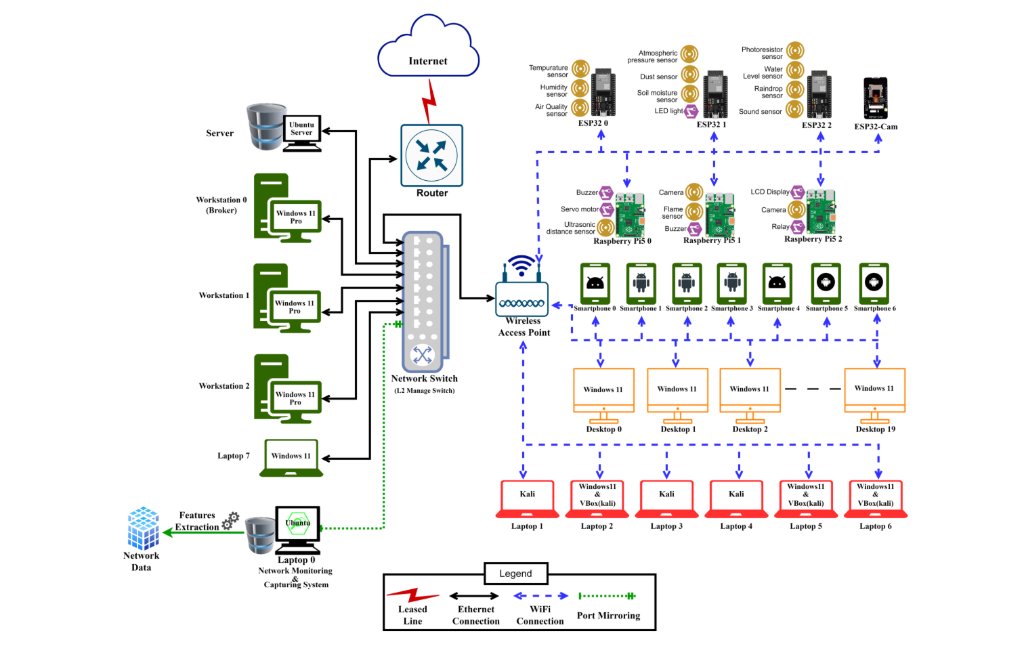 Internet
Router
Server
Ubuntu
Server
Workstation 0
(Broker)
Windows 11
Pro
Workstation 1
Windows 11
Pro
Workstation 2
Windows 11
Pro
Laptop 7
Windows 11
Network Switch
(L2 Manage Switch)
Features
Extraction
Network
Data
Ubuntu
Laptop 0
Network Monitoring
&
Capturing System
Wireless
Access Point
Tempurature
sensor
Humidity
sensor
Air Quality
sensor
ESP32 0
Atmospheric
pressure sensor
Dust sensor
Soil moisture
sensor
LED light
ESP32 1
Photoresistor
sensor
Water
Level sensor
Raindrop
sensor
Sound sensor
ESP32 2
ESP32-Cam
Buzzer
Servo motor
Ultrasonic
distance sensor
Raspberry Pi5 0
Camera
Flame
sensor
Buzzer
Raspberry Pi5 1
LCD Display
Camera
Relay
Raspberry Pi5 2
Smartphone 0
Smartphone 1
Smartphone 2
Smartphone 3
Smartphone 4
Smartphone 5
Smartphone 6
Windows 11
Windows 11
Windows 11
Windows 11
Desktop 0
Desktop 1
Desktop 2
Desktop 19
Kali
Windows11
&
VBox(kali)
Kali
Kali
Windows11
&
VBox(kali)
Windows11
&
VBox(kali)
Laptop 1
Laptop 2
Laptop 3
Laptop 4
Laptop 5
Laptop 6
Legend
Leased
Line
Ethernet
Connection
WiFi
Connection
Port Mirroring